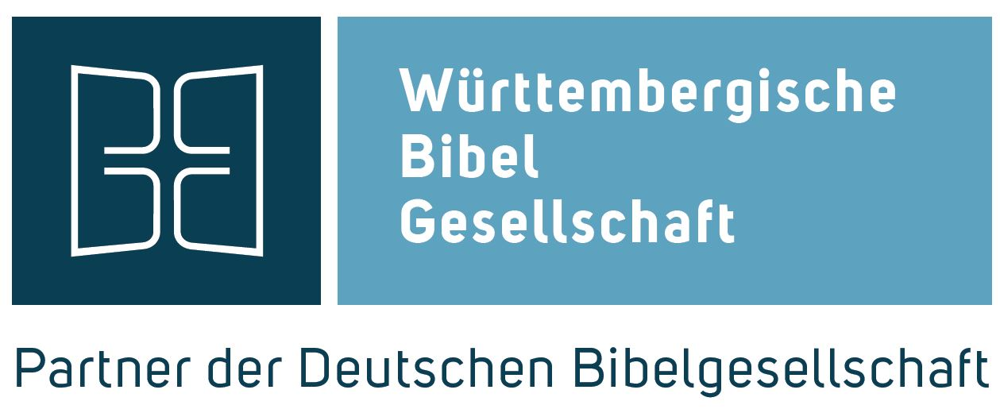 Württembergische
Bibel
Gesellschaft
Partner der Deutschen Bibelgesellschaft